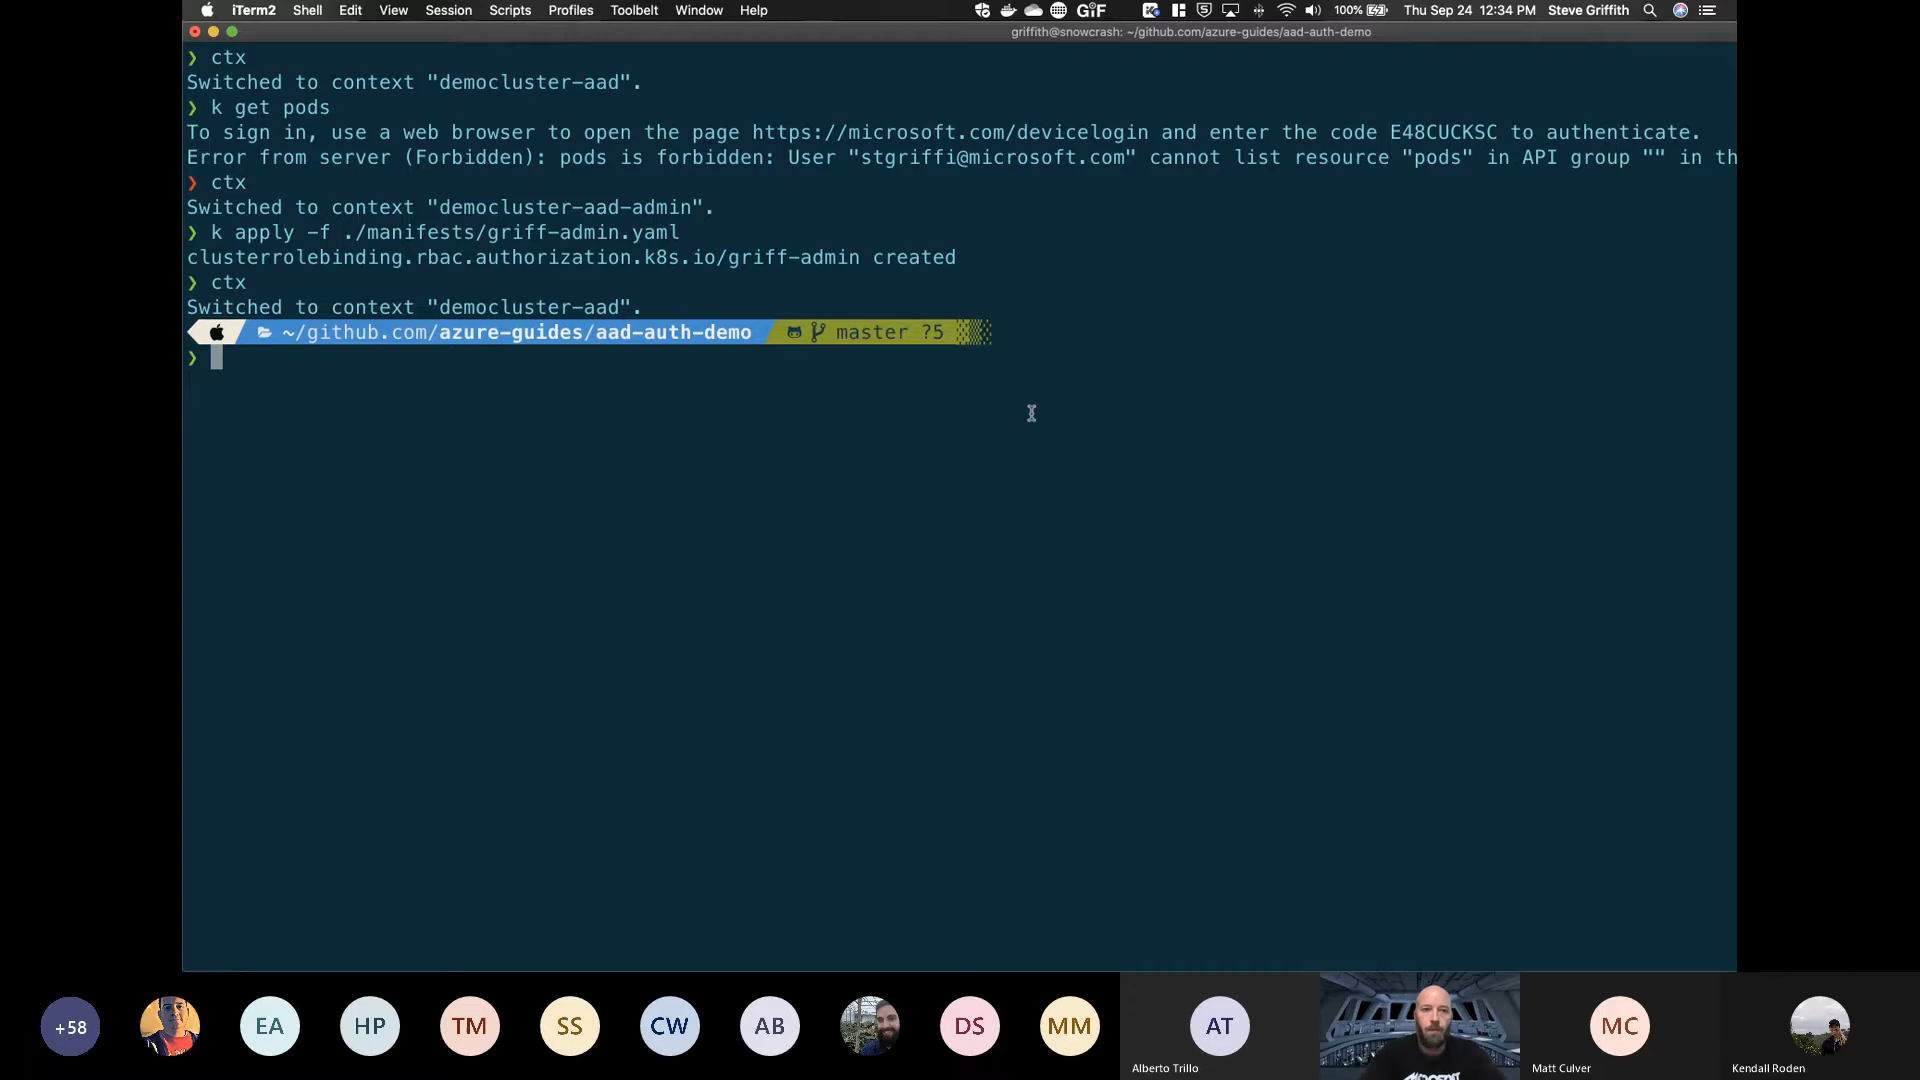 iTerm2 Shell Edit View Session Scripts Profiles Toolbelt Window Help GIF 5 100% Thu Sep 24 12:34 PM Steve Griffith
griffith@snowcrash: ~/github.com/azure-guides/aad-auth-demo
❯ ctx
Switched to context "democluster-aad".
❯ k get pods
To sign in, use a web browser to open the page https://microsoft.com/devicelogin and enter the code E48CUCKSC to authenticate.
Error from server (Forbidden): pods is forbidden: User "stgriffi@microsoft.com" cannot list resource "pods" in API group "" in th
❯ ctx
Switched to context "democluster-aad-admin".
❯ k apply -f ./manifests/griff-admin.yaml
clusterrolebinding.rbac.authorization.k8s.io/griff-admin created
❯ ctx
Switched to context "democluster-aad".
~/github.com/azure-guides/aad-auth-demo master ?5
❯
+58 EA HP TM SS CW AB DS MM AT MC
Alberto Trillo Matt Culver Kendall Roden